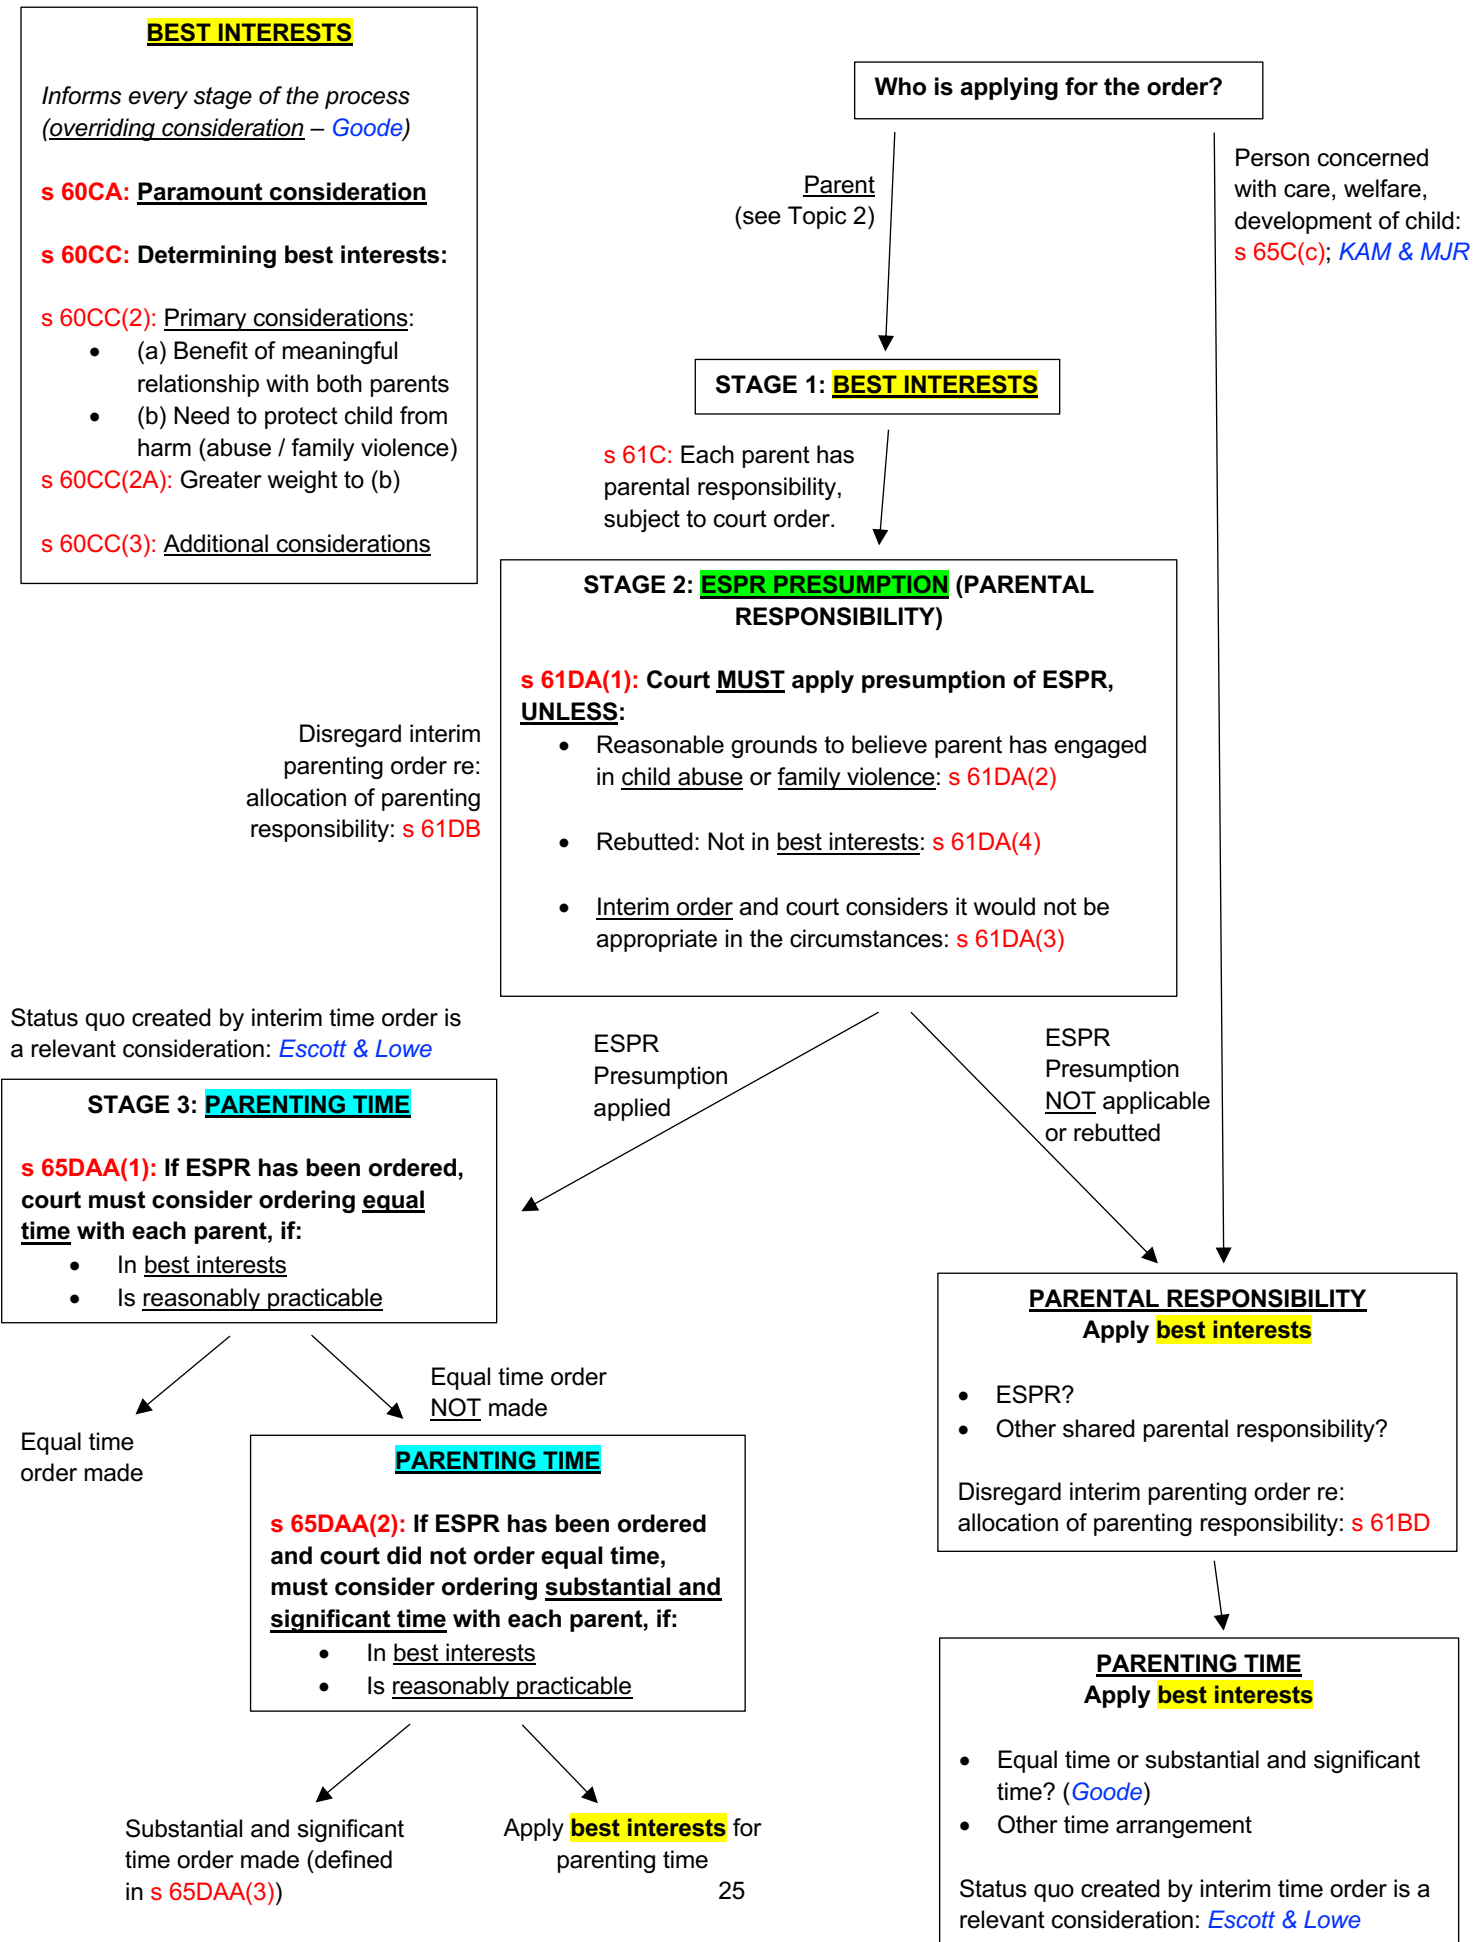 BEST INTERESTS
Informs every stage of the process
(overriding consideration – Goode)
s 60CA: Paramount consideration
s 60CC: Determining best interests:
s 60CC(2): Primary considerations:
• (a) Benefit of meaningful
relationship with both parents
• (b) Need to protect child from
harm (abuse / family violence)
s 60CC(2A): Greater weight to (b)
s 60CC(3): Additional considerations
Who is applying for the order?
Parent
(see Topic 2)
Person concerned
with care, welfare,
development of child:
s 65C(c); KAM & MJR
STAGE 1: BEST INTERESTS
s 61C: Each parent has
parental responsibility,
subject to court order.
STAGE 2: ESPR PRESUMPTION (PARENTAL
RESPONSIBILITY)
s 61DA(1): Court MUST apply presumption of ESPR,
UNLESS:
• Reasonable grounds to believe parent has engaged
in child abuse or family violence: s 61DA(2)
• Rebutted: Not in best interests: s 61DA(4)
• Interim order and court considers it would not be
appropriate in the circumstances: s 61DA(3)
Disregard interim
parenting order re:
allocation of parenting
responsibility: s 61DB
Status quo created by interim time order is
a relevant consideration: Escott & Lowe
ESPR
Presumption
applied
ESPR
Presumption
NOT applicable
or rebutted
STAGE 3: PARENTING TIME
s 65DAA(1): If ESPR has been ordered,
court must consider ordering equal
time with each parent, if:
• In best interests
• Is reasonably practicable
Equal time
order made
Equal time order
NOT made
PARENTING TIME
s 65DAA(2): If ESPR has been ordered
and court did not order equal time,
must consider ordering substantial and
significant time with each parent, if:
• In best interests
• Is reasonably practicable
Substantial and significant
time order made (defined
in s 65DAA(3))
Apply best interests for
parenting time
PARENTAL RESPONSIBILITY
Apply best interests
• ESPR?
• Other shared parental responsibility?
Disregard interim parenting order re:
allocation of parenting responsibility: s 61BD
PARENTING TIME
Apply best interests
• Equal time or substantial and significant
time? (Goode)
• Other time arrangement
Status quo created by interim time order is a
relevant consideration: Escott & Lowe
25